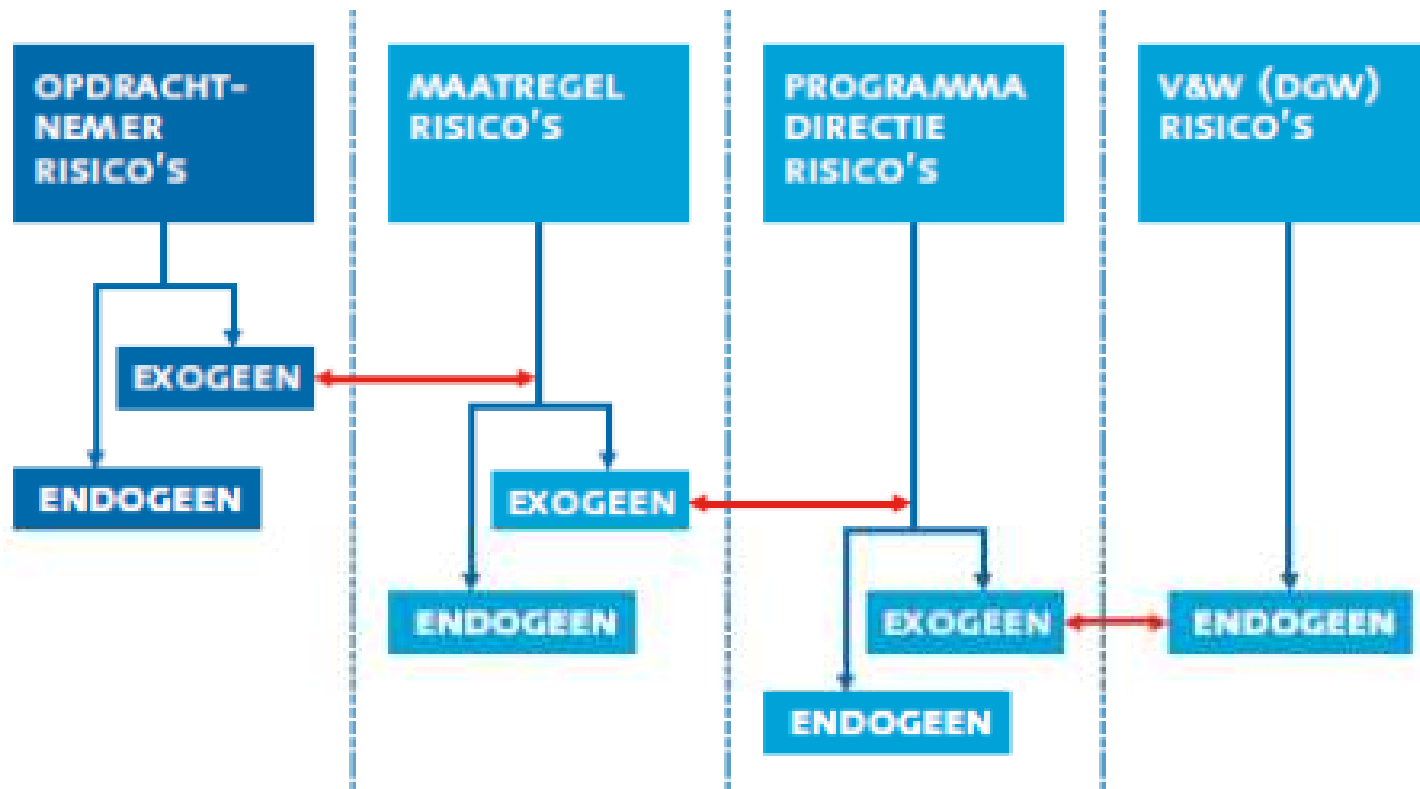 OPDRACHT-
NEMER
RISICO'S
MAATREGEL
RISICO'S
PROGRAMMA
DIRECTIE
RISICO'S
V&W (DGW)
RISICO'S
EXOGEEN
ENDOGEEN
EXOGEEN
ENDOGEEN
EXOGEEN
ENDOGEEN
ENDOGEEN